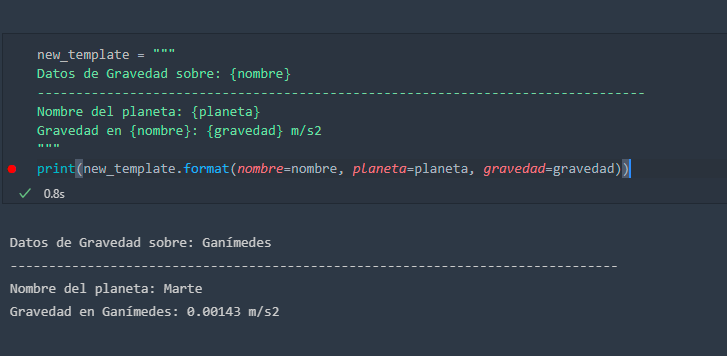 new_template = """
Datos de Gravedad sobre: {nombre}
-------------------------------------------------------------------------------
Nombre del planeta: {planeta}
Gravedad en {nombre}: {gravedad} m/s2
"""
print(new_template.format(nombre=nombre, planeta=planeta, gravedad=gravedad))
0.8s
Datos de Gravedad sobre: Ganímedes
-------------------------------------------------------------------------------
Nombre del planeta: Marte
Gravedad en Ganímedes: 0.00143 m/s2